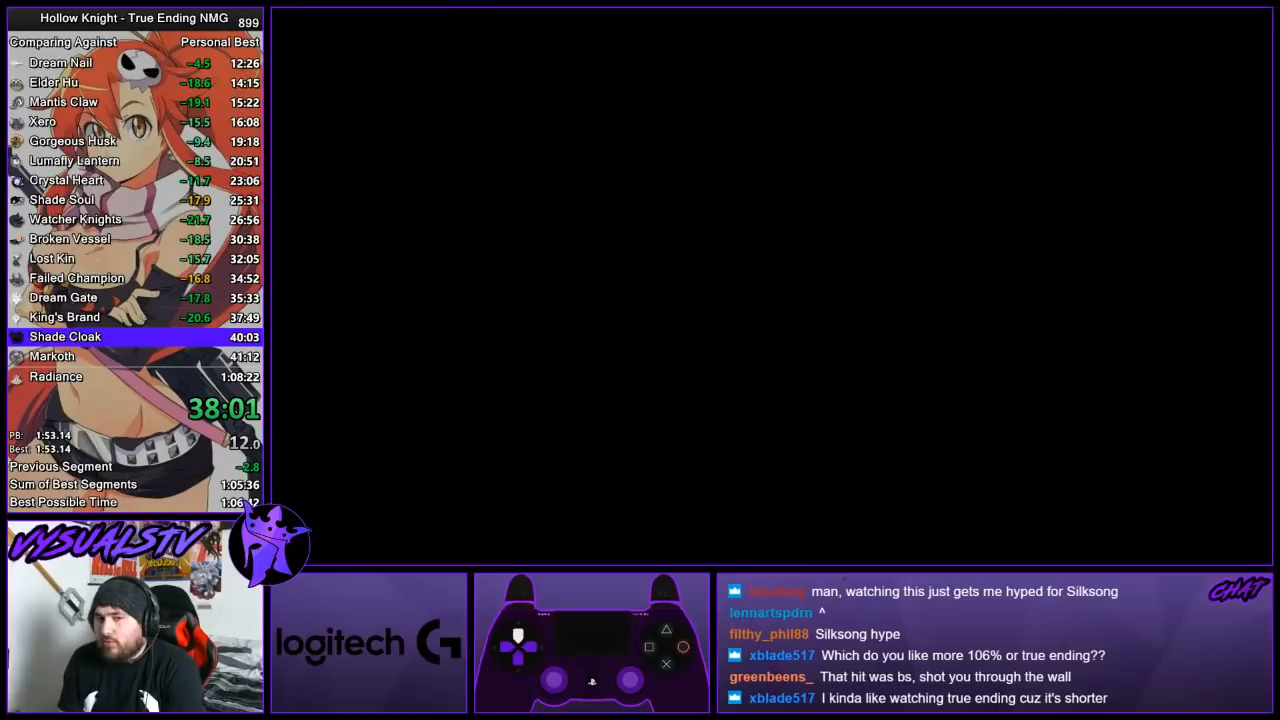 Hollow Knight - True Ending NMG 899
Comparing Against Personal Best
Dream Nail -4.5 12:26
Elder Hu -18.6 14:15
Mantis Claw -19.1 15:22
Xero -15.5 16:08
Gorgeous Husk -9.4 19:18
Lumafly Lantern -8.5 20:51
Crystal Heart -11.7 23:06
Shade Soul -17.9 25:31
Watcher Knights -21.7 26:56
Broken Vessel -18.5 30:38
Lost Kin -15.7 32:05
Failed Champion -16.8 34:52
Dream Gate -17.8 35:33
King's Brand -20.6 37:49
Shade Cloak 40:03
Markoth 41:12
Radiance 1:08:22
38:01
PB: 1:53.14
12.0
Best: 1:53.14
Previous Segment -2.8
Sum of Best Segments 1:05:36
Best Possible Time 1:06:42
VYSUALSTV
logitech G
CHAT
man, watching this just gets me hyped for Silksong
lennartspdrn ^
filthy_phil88 Silksong hype
xblade517 Which do you like more 106% or true ending??
greenbeens_ That hit was bs, shot you through the wall
xblade517 I kinda like watching true ending cuz it's shorter